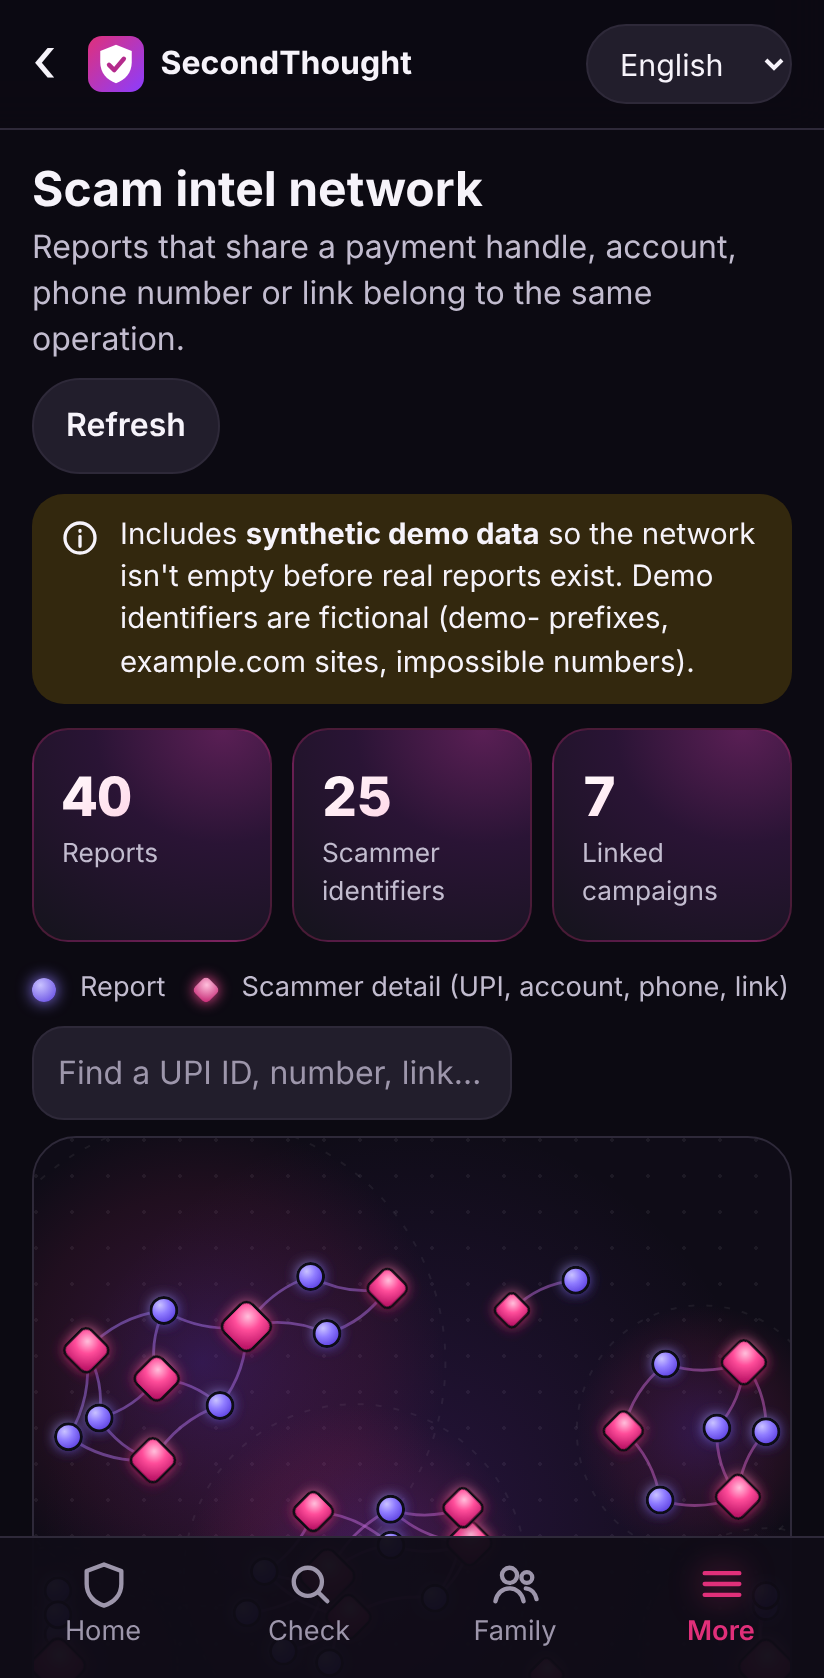 SecondThought
English
Scam intel network
Reports that share a payment handle, account,
phone number or link belong to the same
operation.
Refresh
Includes synthetic demo data so the network
isn't empty before real reports exist. Demo
identifiers are fictional (demo- prefixes,
example.com sites, impossible numbers).
40
Reports
25
Scammer
identifiers
7
Linked
campaigns
Report
Scammer detail (UPI, account, phone, link)
Find a UPI ID, number, link...
Home
Check
Family
More